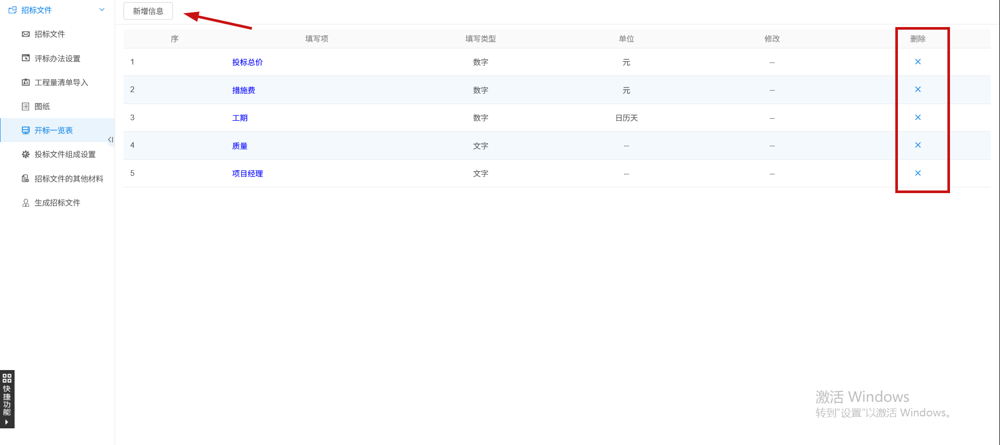 招标文件
招标文件
评标办法设置
工程量清单导入
图纸
开标一览表
投标文件组成设置
招标文件的其他材料
生成招标文件
快捷功能
新增信息
序 填写项 填写类型 单位 修改 删除
1 投标总价 数字 元 --
2 措施费 数字 元 --
3 工期 数字 日历天 --
4 质量 文字 -- --
5 项目经理 文字 -- --
激活 Windows
转到“设置”以激活 Windows。